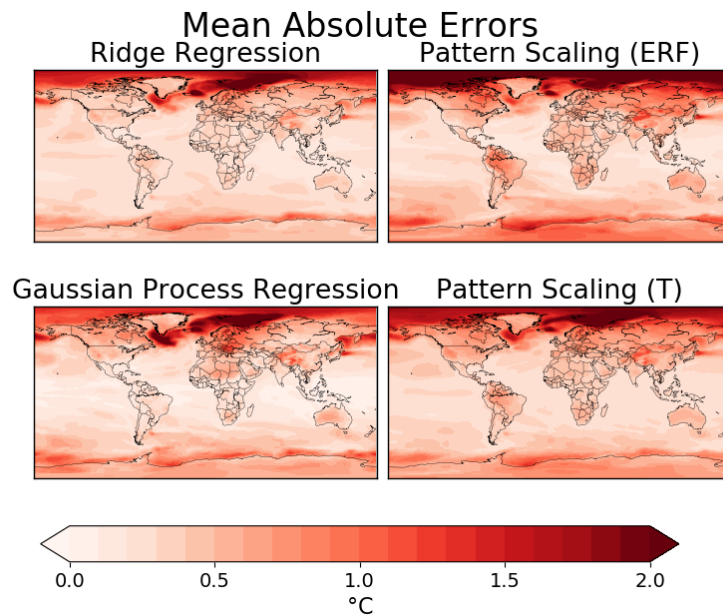 Mean Absolute Errors
Ridge Regression
Pattern Scaling (ERF)
Gaussian Process Regression
Pattern Scaling (T)
0.0 0.5 1.0 1.5 2.0
°C